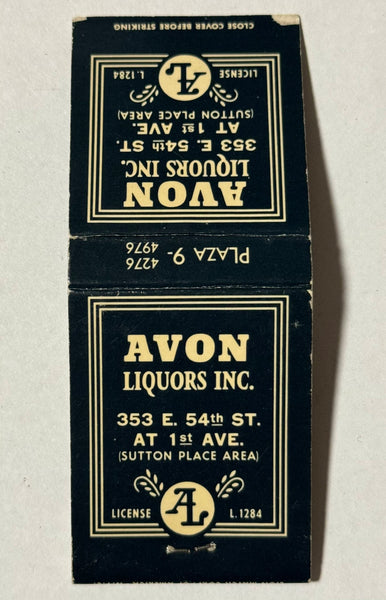 CLOSE COVER BEFORE STRIKING
AVON
LIQUORS INC.
353 E. 54th ST.
AT 1st AVE.
(SUTTON PLACE AREA)
LICENSE AL L. 1284
PLAZA 9- 4276
4976
AVON
LIQUORS INC.
353 E. 54th ST.
AT 1st AVE.
(SUTTON PLACE AREA)
LICENSE AL L. 1284